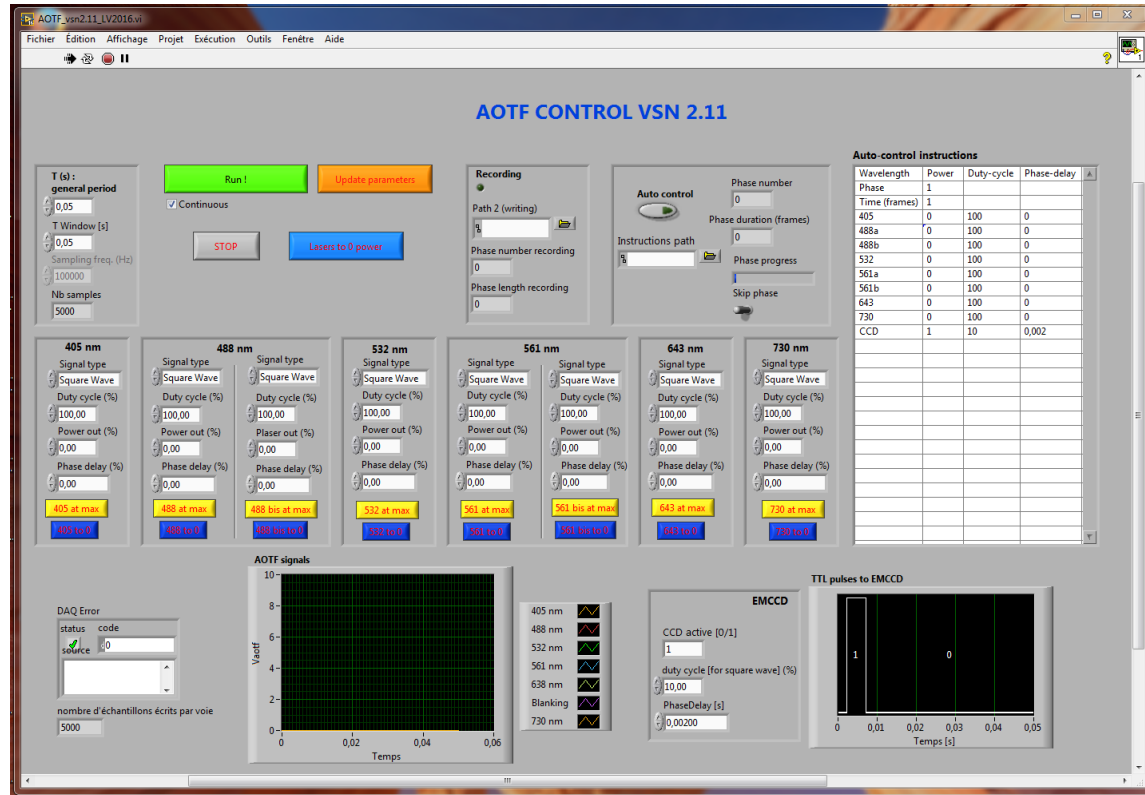 AOTF_vsn2.11_LV2016.vi
Fichier Édition Affichage Projet Exécution Outils Fenêtre Aide
AOTF CONTROL VSN 2.11
T (s) :
general period
0,05
T Window [s]
0,05
Sampling freq. (Hz)
100000
Nb samples
5000
Run !
Update parameters
Continuous
STOP
Lasers to 0 power
Recording
Path 2 (writing)
Phase number recording
0
Phase length recording
0
Auto control
Instructions path
Phase number
0
Phase duration (frames)
0
Phase progress
Skip phase
Auto-control instructions
Wavelength Power Duty-cycle Phase-delay
Phase 1
Time (frames) 1
405 0 100 0
488a 0 100 0
488b 0 100 0
532 0 100 0
561a 0 100 0
561b 0 100 0
643 0 100 0
730 0 100 0
CCD 1 10 0,002
405 nm
Signal type
Square Wave
Duty cycle (%)
100,00
Power out (%)
0,00
Phase delay (%)
0,00
405 at max
405 to 0
488 nm
Signal type
Square Wave
Duty cycle (%)
100,00
Power out (%)
0,00
Phase delay (%)
0,00
488 at max
488 to 0
Signal type
Square Wave
Duty cycle (%)
100,00
Plaser out (%)
0,00
Phase delay (%)
0,00
488 bis at max
488 bis to 0
532 nm
Signal type
Square Wave
Duty cycle (%)
100,00
Power out (%)
0,00
Phase delay (%)
0,00
532 at max
532 to 0
561 nm
Signal type
Square Wave
Duty cycle (%)
100,00
Power out (%)
0,00
Phase delay (%)
0,00
561 at max
561 to 0
Signal type
Square Wave
Duty cycle (%)
100,00
Power out (%)
0,00
Phase delay (%)
0,00
561 bis at max
561 bis to 0
643 nm
Signal type
Square Wave
Duty cycle (%)
100,00
Power out (%)
0,00
Phase delay (%)
0,00
643 at max
643 to 0
730 nm
Signal type
Square Wave
Duty cycle (%)
100,00
Power out (%)
0,00
Phase delay (%)
0,00
730 at max
730 to 0
DAQ Error
status code
0
source
nombre d'échantillons écrits par voie
5000
AOTF signals
Vaotf
10
8
6
4
2
0
0 0,02 0,04 0,06
Temps
405 nm
488 nm
532 nm
561 nm
638 nm
Blanking
730 nm
EMCCD
CCD active [0/1]
1
duty cycle [for square wave] (%)
10,00
PhaseDelay [s]
0,00200
TTL pulses to EMCCD
1 0
0 0,01 0,02 0,03 0,04 0,05
Temps [s]